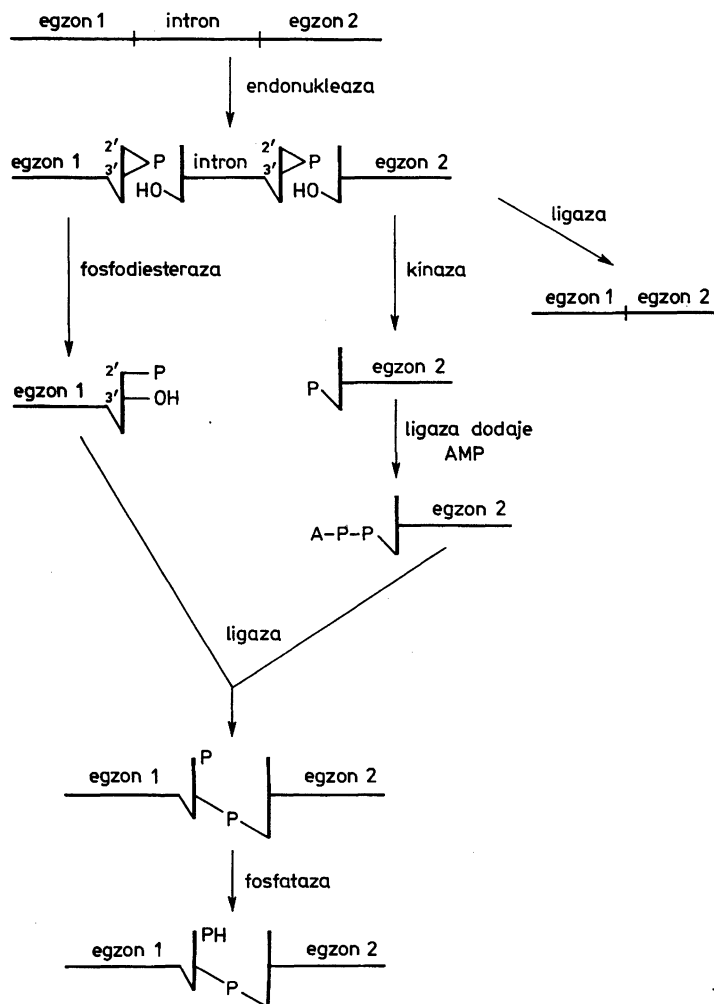 egzon 1 intron egzon 2
endonukleaza
egzon 1 2' 3' P HO intron 2' 3' P HO egzon 2
ligaza
fosfodiesteraza
kinaza
egzon 1 egzon 2
egzon 1 2' P 3' OH
P egzon 2
ligaza dodaje
AMP
A-P-P egzon 2
ligaza
egzon 1 P P egzon 2
fosfataza
egzon 1 PH P egzon 2